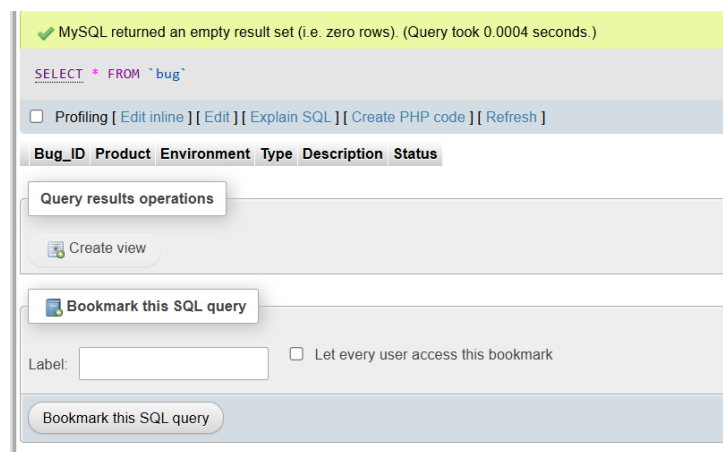 MySQL returned an empty result set (i.e. zero rows). (Query took 0.0004 seconds.)
SELECT * FROM `bug`
Profiling [ Edit inline ] [ Edit ] [ Explain SQL ] [ Create PHP code ] [ Refresh ]
Bug_ID Product Environment Type Description Status
Query results operations
Create view
Bookmark this SQL query
Label: Let every user access this bookmark
Bookmark this SQL query